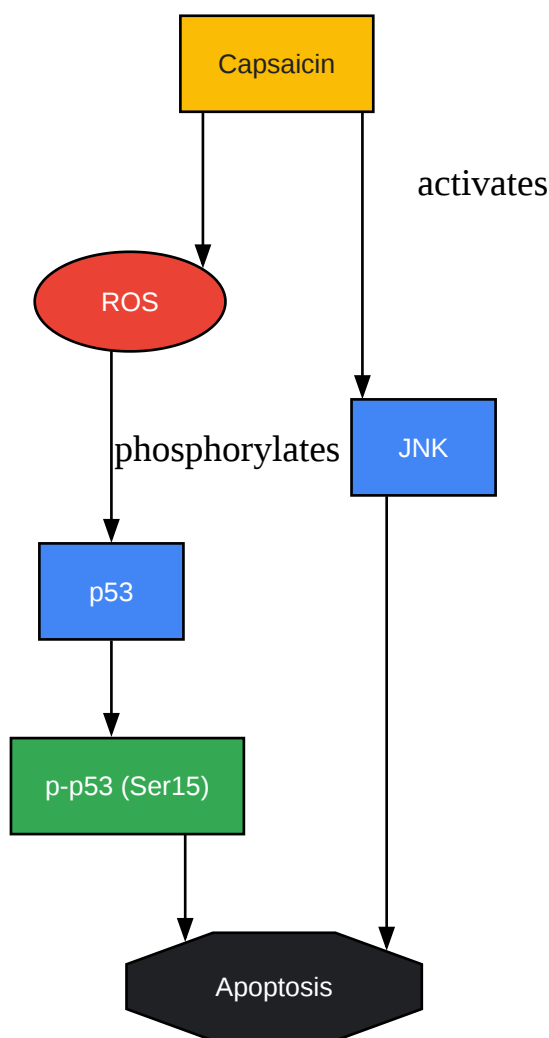 Capsaicin
activates
ROS
phosphorylates
JNK
p53
p-p53 (Ser15)
Apoptosis